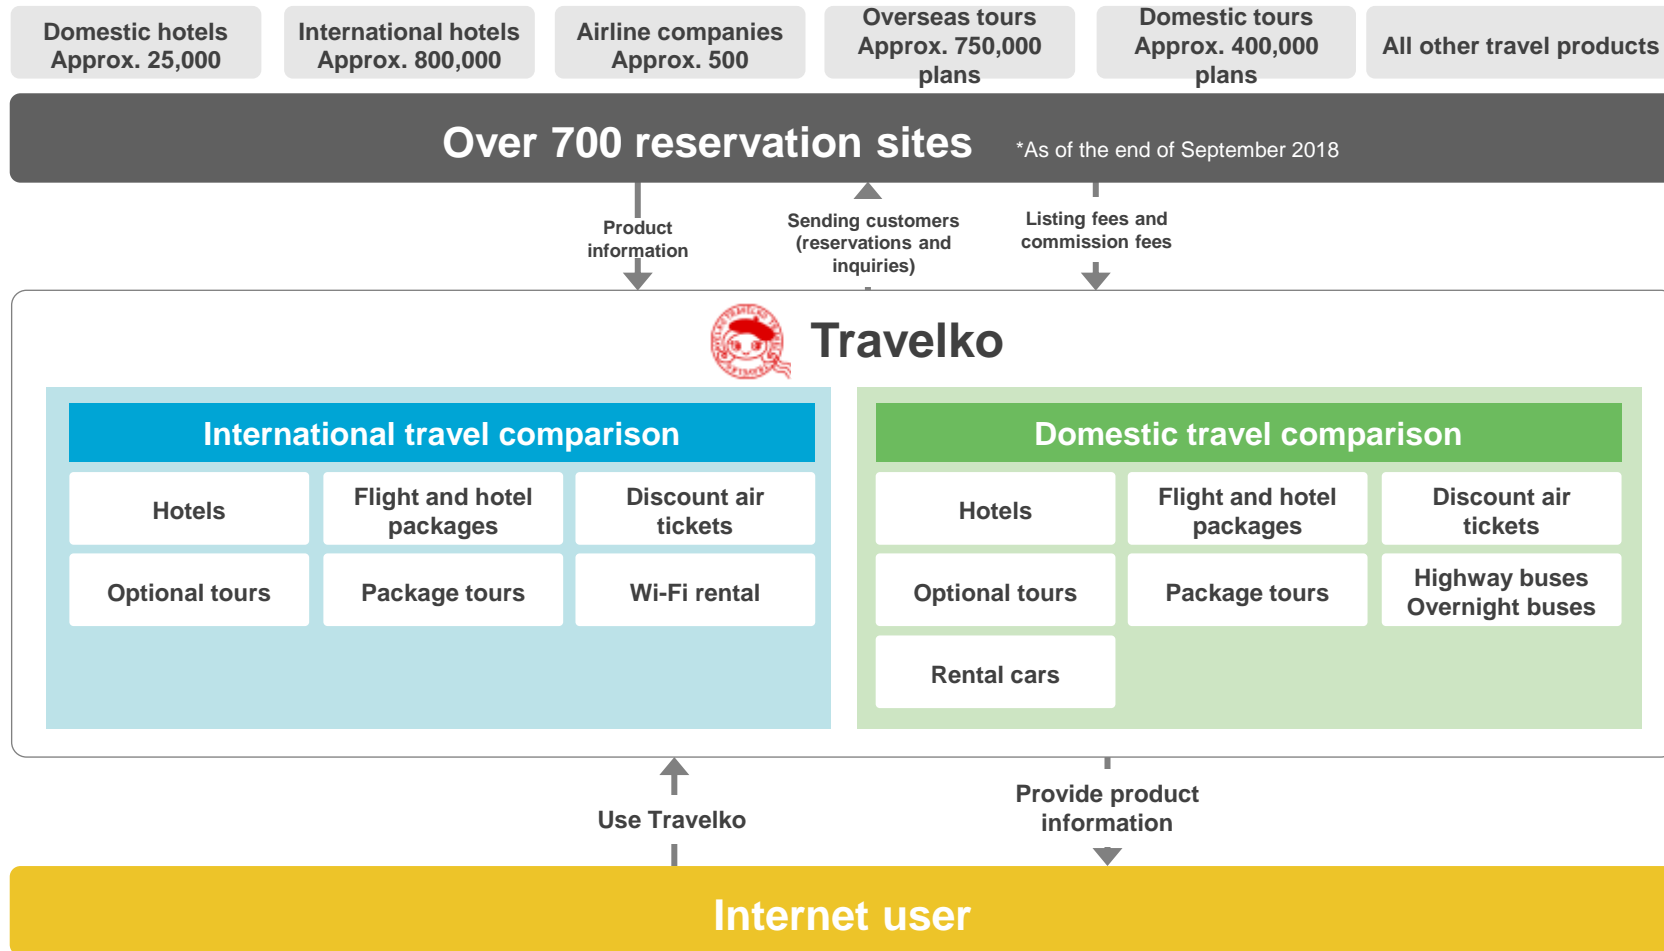 Domestic hotels
Approx. 25,000
International hotels
Approx. 800,000
Airline companies
Approx. 500
Overseas tours
Approx. 750,000
plans
Domestic tours
Approx. 400,000
plans
All other travel products
Over 700 reservation sites
*As of the end of September 2018
Product
information
Sending customers
(reservations and
inquiries)
Listing fees and
commission fees
Travelko
International travel comparison
Hotels
Flight and hotel
packages
Discount air
tickets
Optional tours
Package tours
Wi-Fi rental
Domestic travel comparison
Hotels
Flight and hotel
packages
Discount air
tickets
Optional tours
Package tours
Highway buses
Overnight buses
Rental cars
Use Travelko
Provide product
information
Internet user